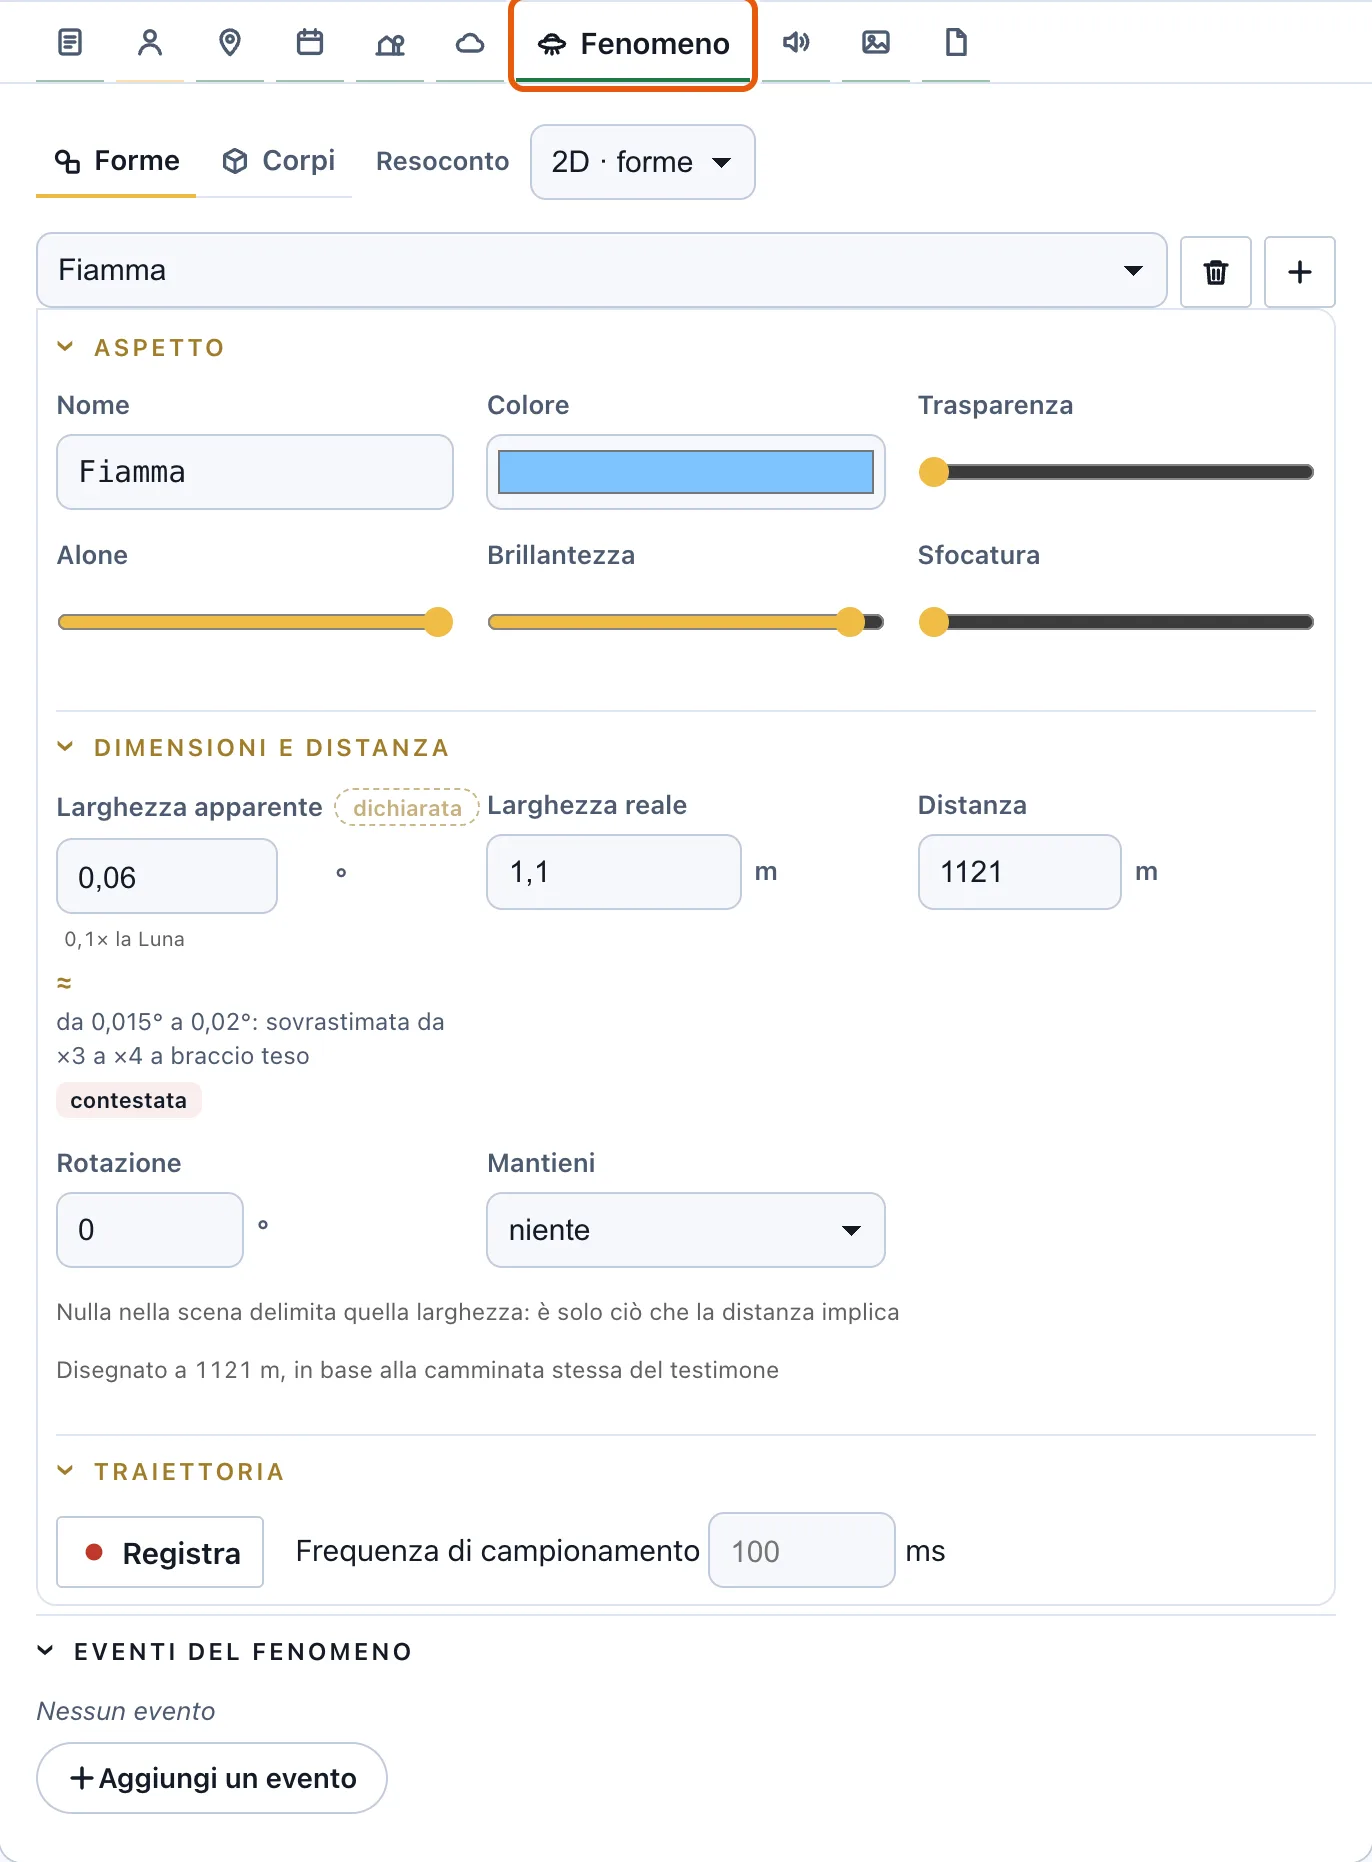 Fenomeno
Forme
Corpi
Resoconto
2D · forme
Fiamma
ASPETTO
Nome
Colore
Trasparenza
Fiamma
Alone
Brillantezza
Sfocatura
DIMENSIONI E DISTANZA
Larghezza apparente
dichiarata
Larghezza reale
Distanza
0,06 °
1,1 m
1121 m
0,1× la Luna
≈
da 0,015° a 0,02°: sovrastimata da
×3 a ×4 a braccio teso
contestata
Rotazione
Mantieni
0 °
niente
Nulla nella scena delimita quella larghezza: è solo ciò che la distanza implica
Disegnato a 1121 m, in base alla camminata stessa del testimone
TRAIETTORIA
Registra
Frequenza di campionamento 100 ms
EVENTI DEL FENOMENO
Nessun evento
+Aggiungi un evento